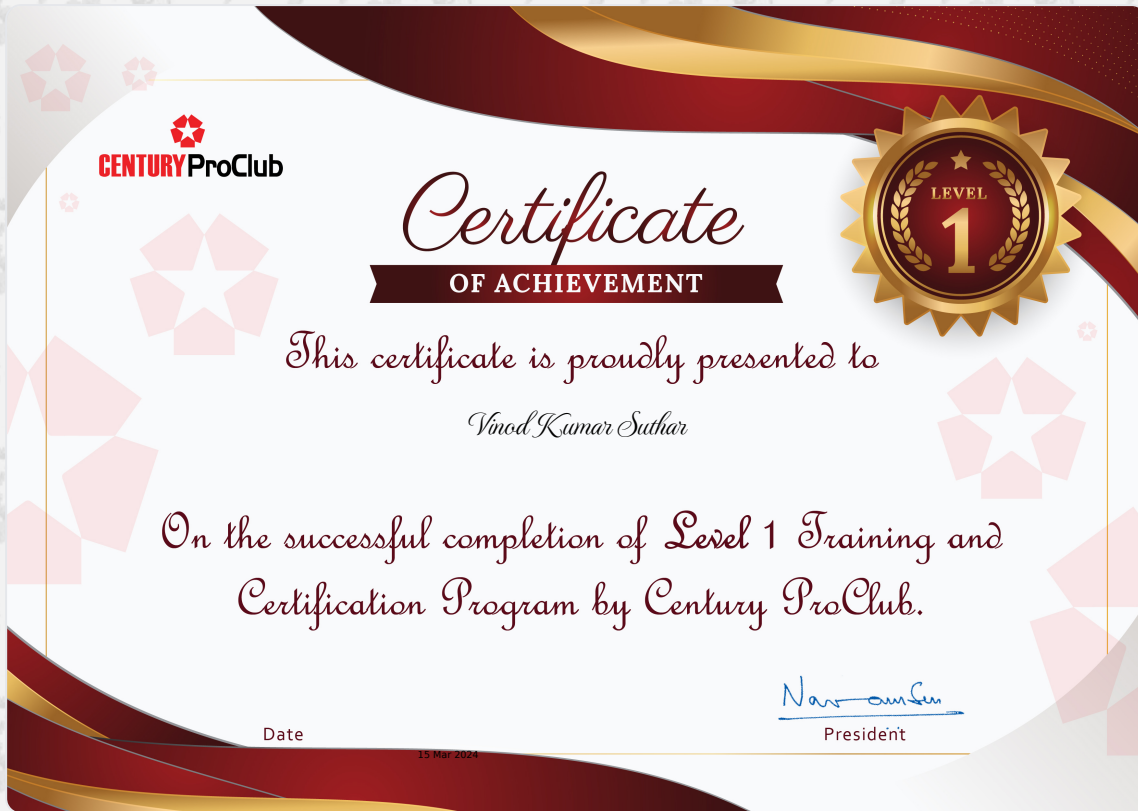 CENTURY ProClub
LEVEL
1
Certificate
OF ACHIEVEMENT
This certificate is proudly presented to
Vinod Kumar Suthar
On the successful completion of Level 1 Training and
Certification Program by Century ProClub.
Date
President
15 Mar 2024